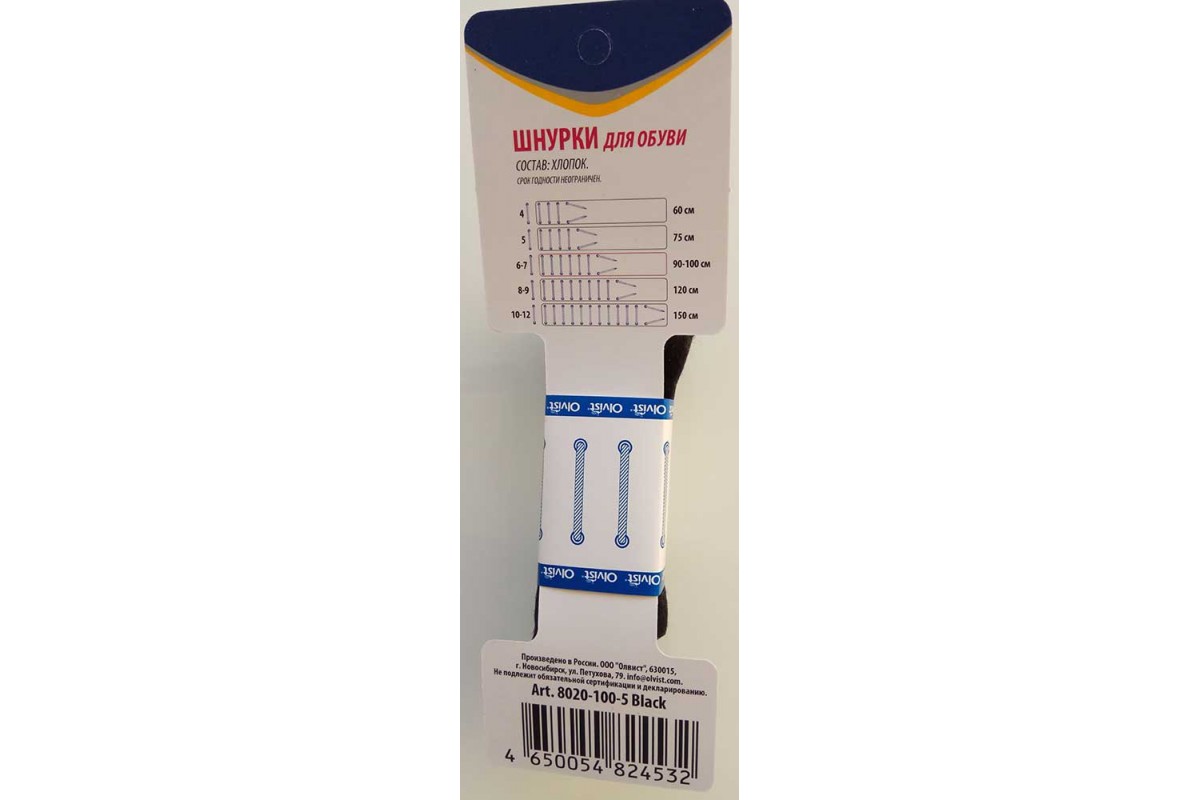 ШНУРКИ ДЛЯ ОБУВИ
СОСТАВ: ХЛОПОК.
СРОК ГОДНОСТИ НЕОГРАНИЧЕН.
4 60 см
5 75 см
6-7 90-100 см
8-9 120 см
10-12 150 см
Olvist Olvist Olvist
Olvist Olvist Olvist
Произведено в России. ООО "Олвист", 630015,
г. Новосибирск, ул. Петухова, 79. info@olvist.com.
Не подлежит обязательной сертификации и декларированию.
Art. 8020-100-5 Black
4 650054 824532